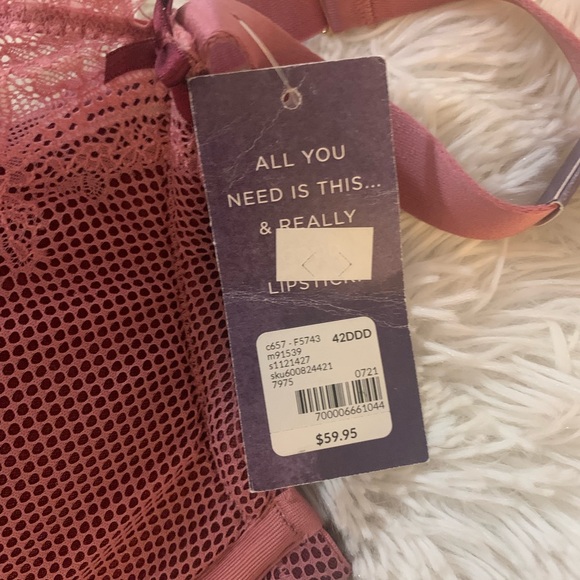 ALL YOU
NEED IS THIS...
& REALLY
LIPSTICK.
c657 - F5743 42DDD
m91539
s1121427
sku600824421
7975 0721
700006661044
$59.95